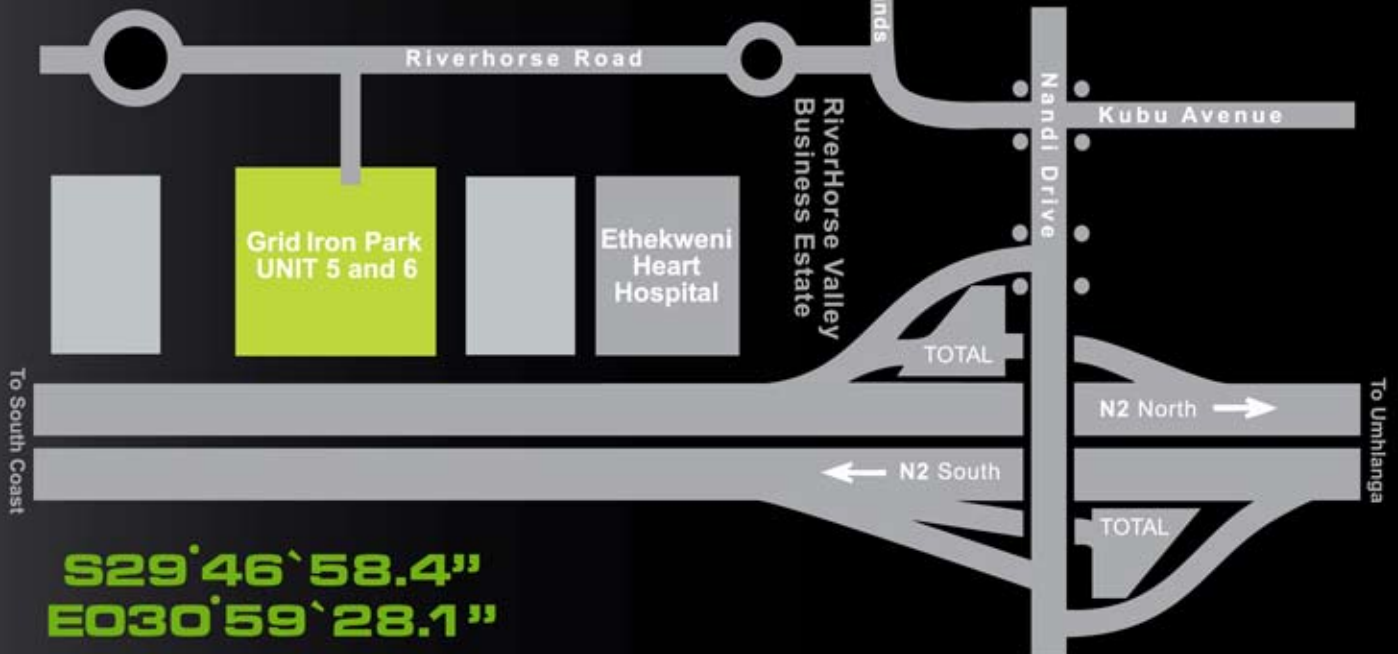 nds
Riverhorse Road
Nandi Drive
Kubu Avenue
RiverHorse Valley
Business Estate
Grid Iron Park
UNIT 5 and 6
Ethekweni
Heart
Hospital
TOTAL
To South Coast
N2 North
To Umhlanga
N2 South
TOTAL
S29°46`58.4”
E030°59`28.1”